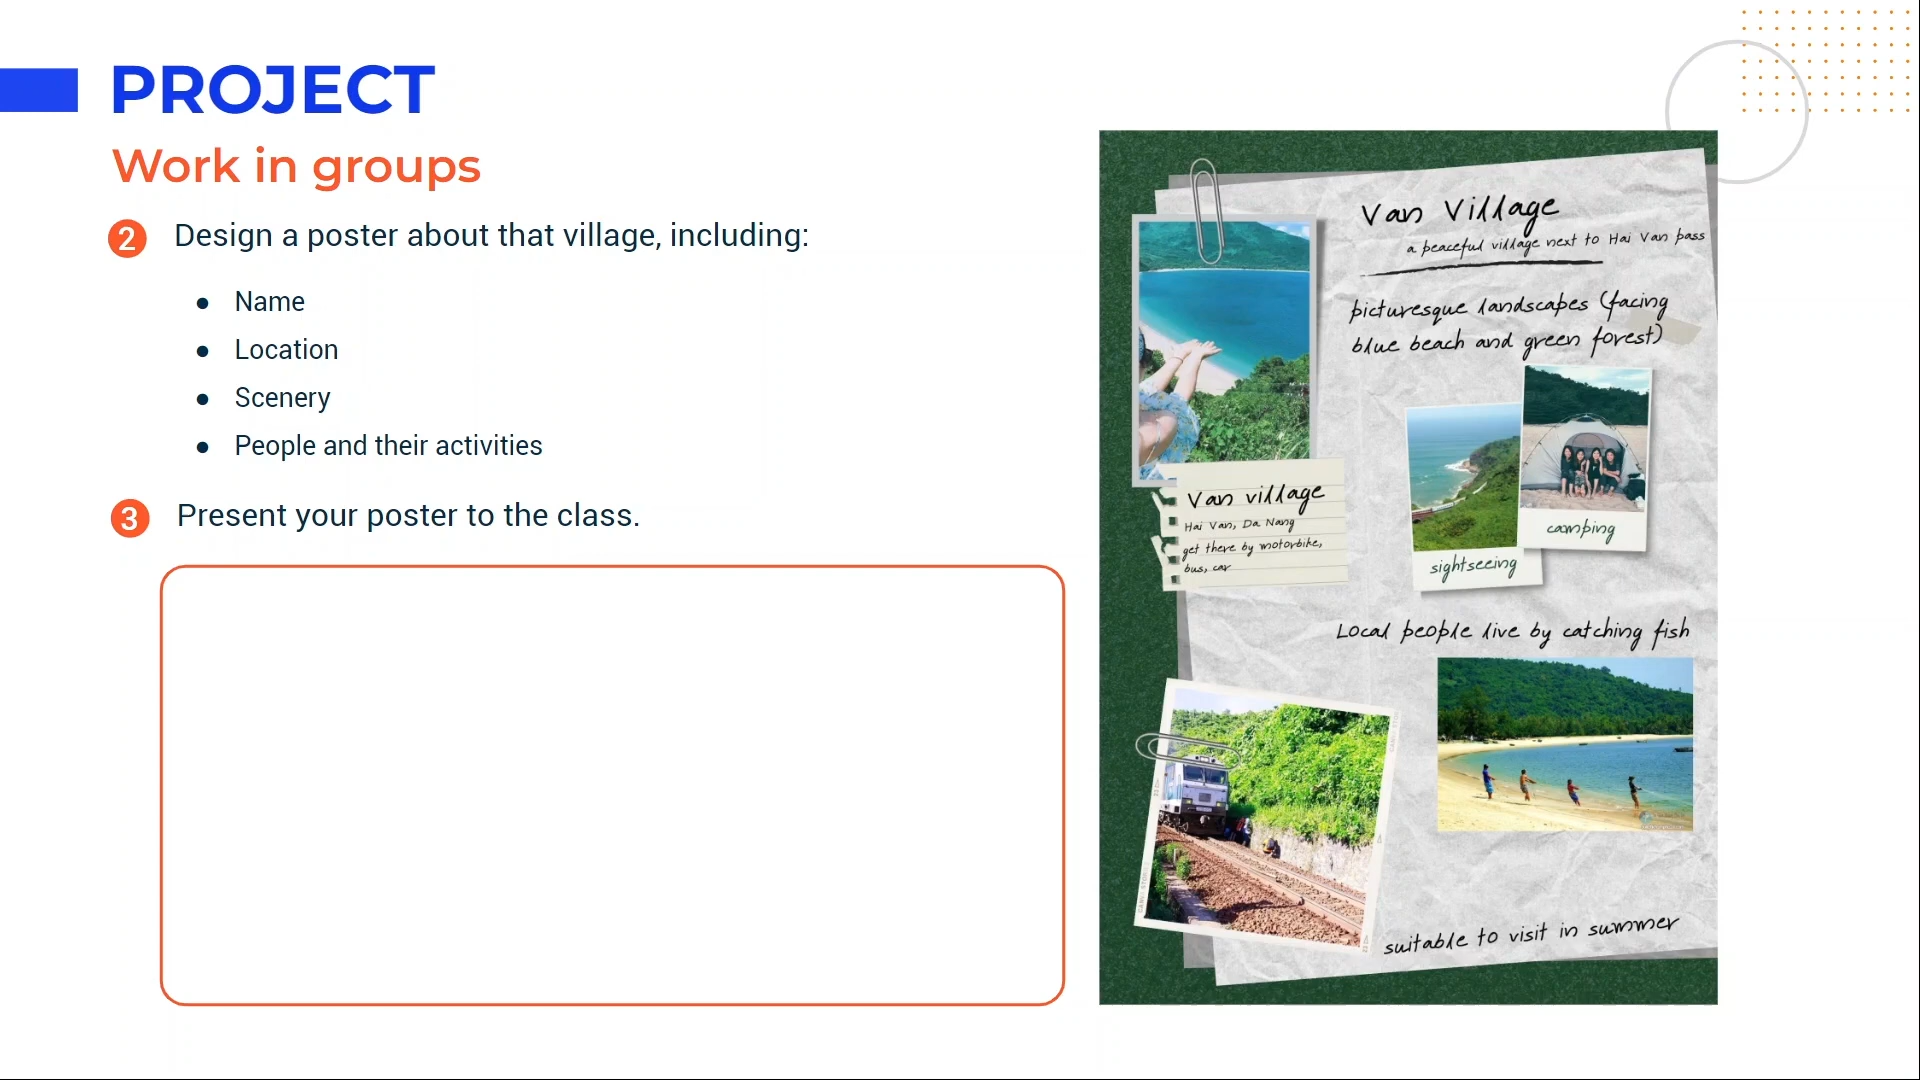 PROJECT
Work in groups
2 Design a poster about that village, including:
● Name
● Location
● Scenery
● People and their activities
3 Present your poster to the class.
Van Village
a peaceful village next to Hai Van pass
picturesque landscapes (facing
blue beach and green forest)
Van village
Hai Van, Da Nang
get there by motorbike,
bus, car
camping
sightseeing
Local people live by catching fish
suitable to visit in summer